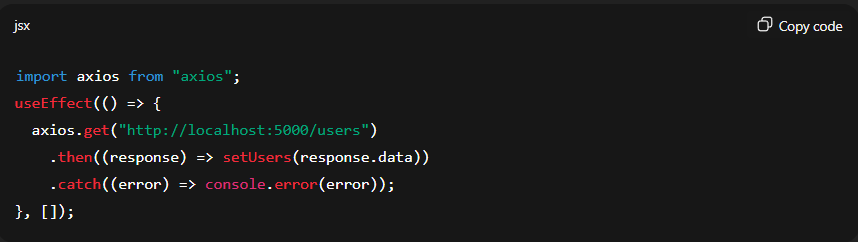 jsx
Copy code
import axios from "axios";
useEffect(() => {
  axios.get("http://localhost:5000/users")
    .then((response) => setUsers(response.data))
    .catch((error) => console.error(error));
}, []);